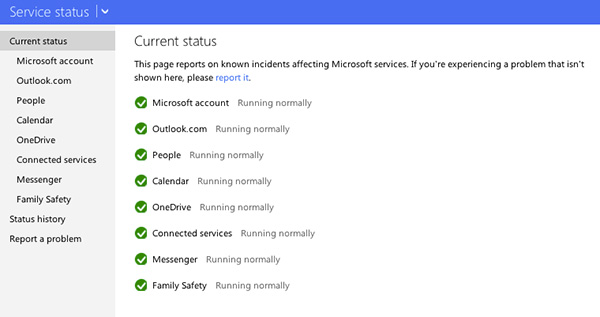 Service status
Current status
Microsoft account
Outlook.com
People
Calendar
OneDrive
Connected services
Messenger
Family Safety
Status history
Report a problem
Current status
This page reports on known incidents affecting Microsoft services. If you're experiencing a problem that isn't
shown here, please report it.
Microsoft account Running normally
Outlook.com Running normally
People Running normally
Calendar Running normally
OneDrive Running normally
Connected services Running normally
Messenger Running normally
Family Safety Running normally